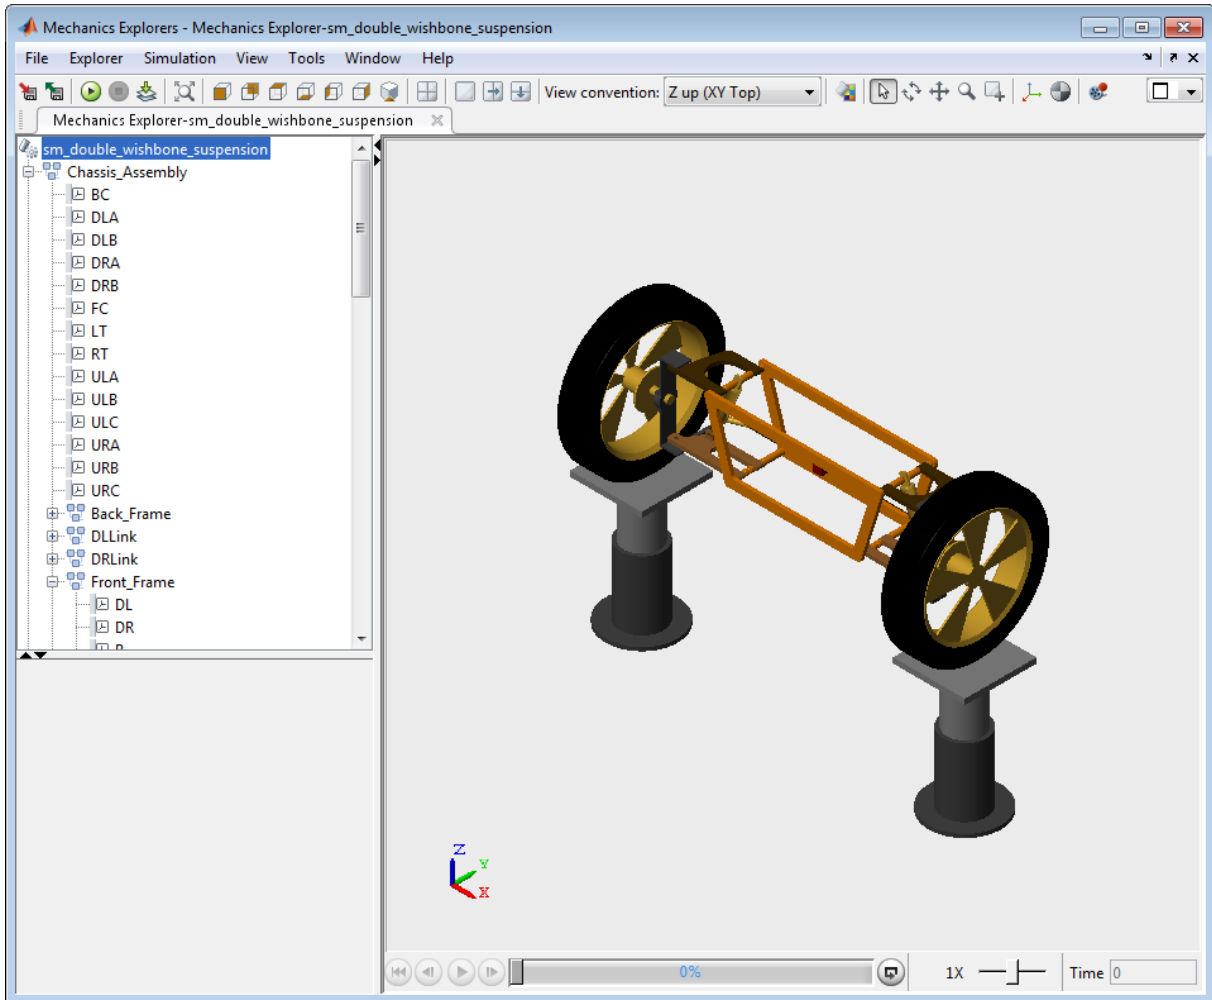 Mechanics Explorers - Mechanics Explorer-sm_double_wishbone_suspension
File Explorer Simulation View Tools Window Help
View convention: Z up (XY Top)
Mechanics Explorer-sm_double_wishbone_suspension
sm_double_wishbone_suspension
Chassis_Assembly
BC
DLA
DLB
DRA
DRB
FC
LT
RT
ULA
ULB
ULC
URA
URB
URC
Back_Frame
DLLink
DRLink
Front_Frame
DL
DR
Z
Y
X
0%
1X
Time 0